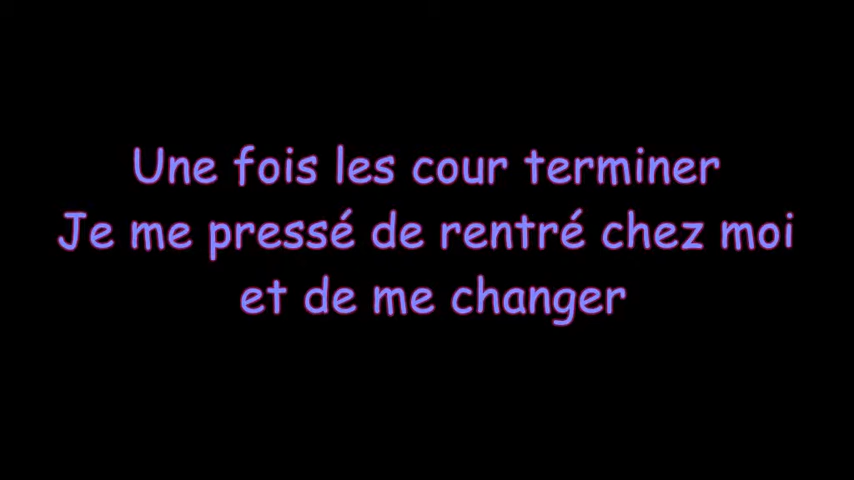 Une fois les cour terminer
Je me pressé de rentré chez moi
et de me changer